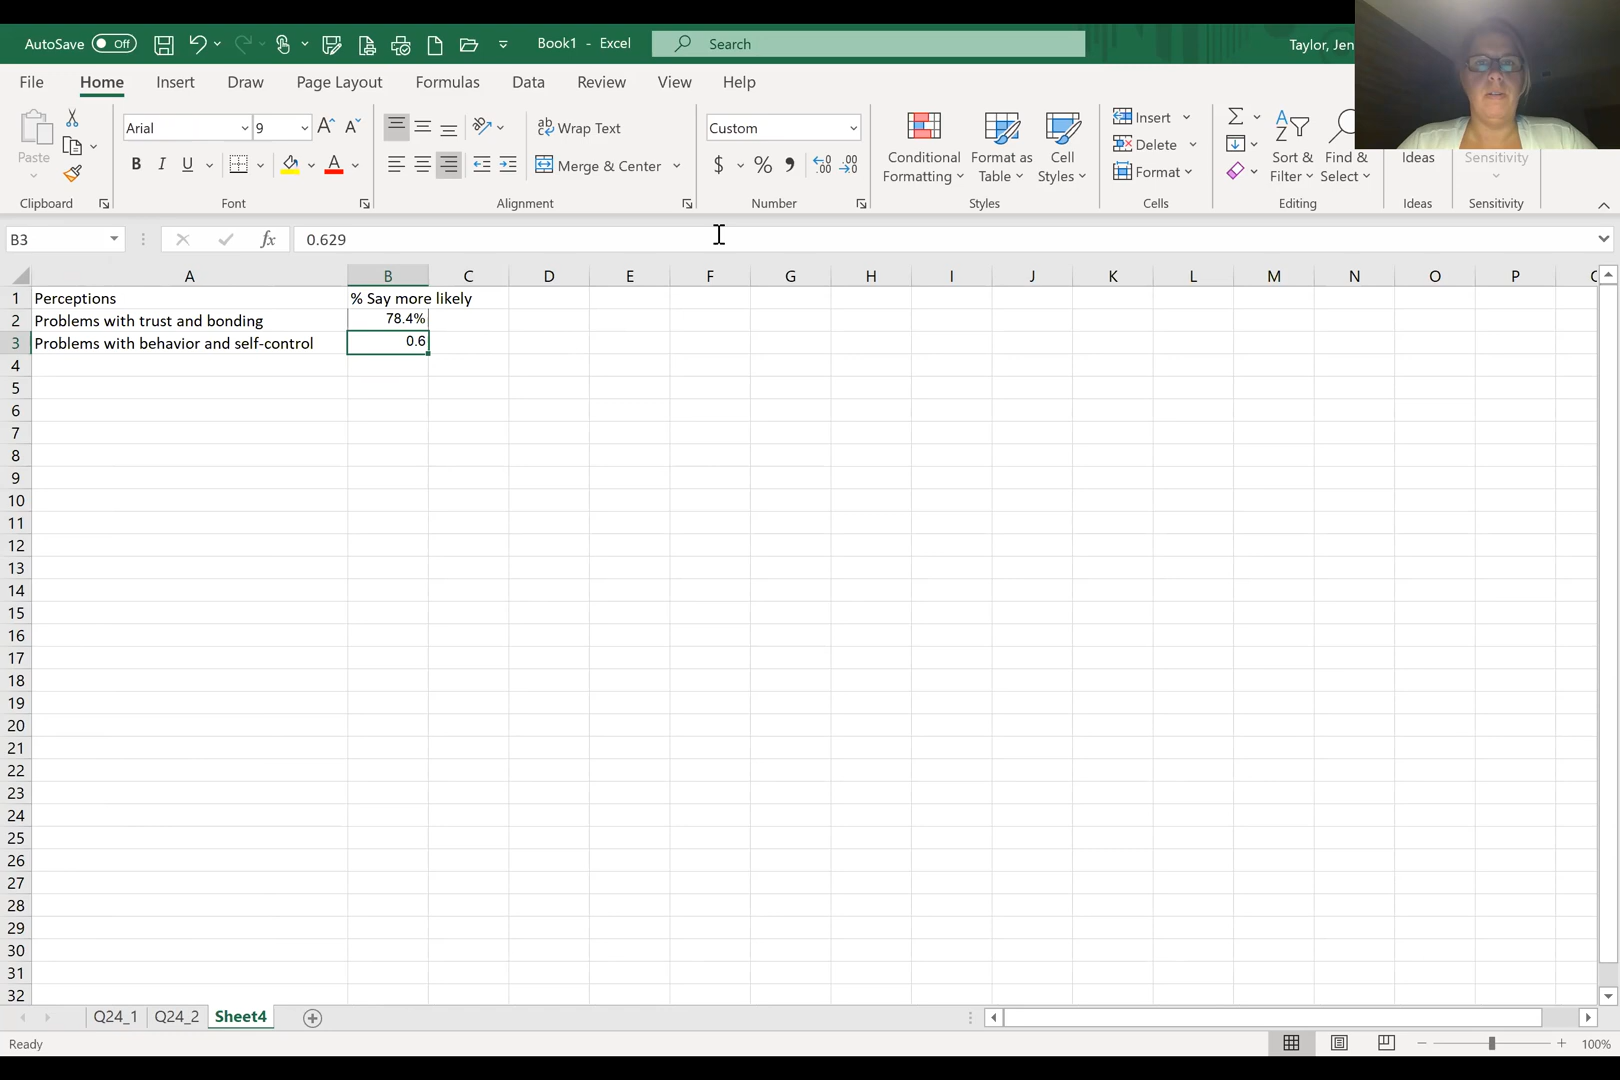 AutoSave Off Book1 - Excel Search Taylor, Jen
File Home Insert Draw Page Layout Formulas Data Review View Help
Paste Arial 9 ab Wrap Text Merge & Center Custom $ % Conditional Formatting Format as Table Cell Styles Insert Delete Format Sort & Filter Find & Select Ideas Sensitivity
Clipboard Font Alignment Number Styles Cells Editing Ideas Sensitivity
B3 fx 0.629
A B C D E F G H I J K L M N O P
1 Perceptions % Say more likely
2 Problems with trust and bonding 78.4%
3 Problems with behavior and self-control 0.6
4
5
6
7
8
9
10
11
12
13
14
15
16
17
18
19
20
21
22
23
24
25
26
27
28
29
30
31
32
Q24_1 Q24_2 Sheet4
Ready 100%